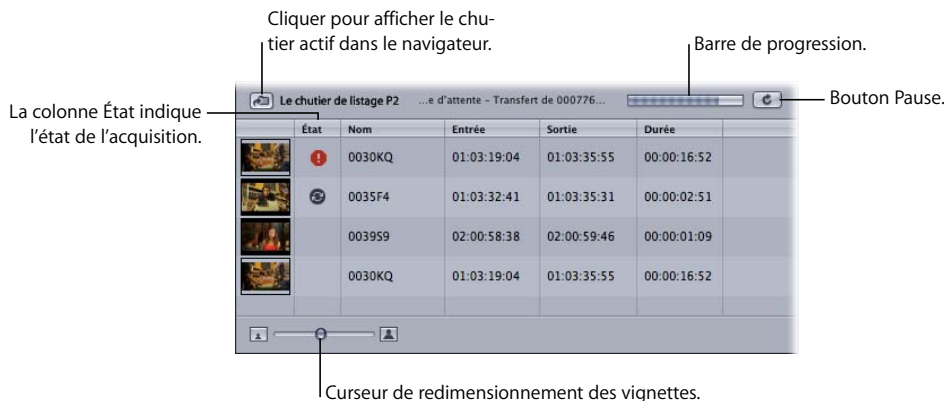 Cliquer pour afficher le chu-
tier actif dans le navigateur.
Barre de progression.
Le chutier de listage P2 ...e d'attente – Transfert de 000776...
Bouton Pause.
La colonne État indique
l'état de l'acquisition.
État Nom Entrée Sortie Durée
0030KQ 01:03:19:04 01:03:35:55 00:00:16:52
0035F4 01:03:32:41 01:03:35:31 00:00:02:51
0039S9 02:00:58:38 02:00:59:46 00:00:01:09
0030KQ 01:03:19:04 01:03:35:55 00:00:16:52
Curseur de redimensionnement des vignettes.